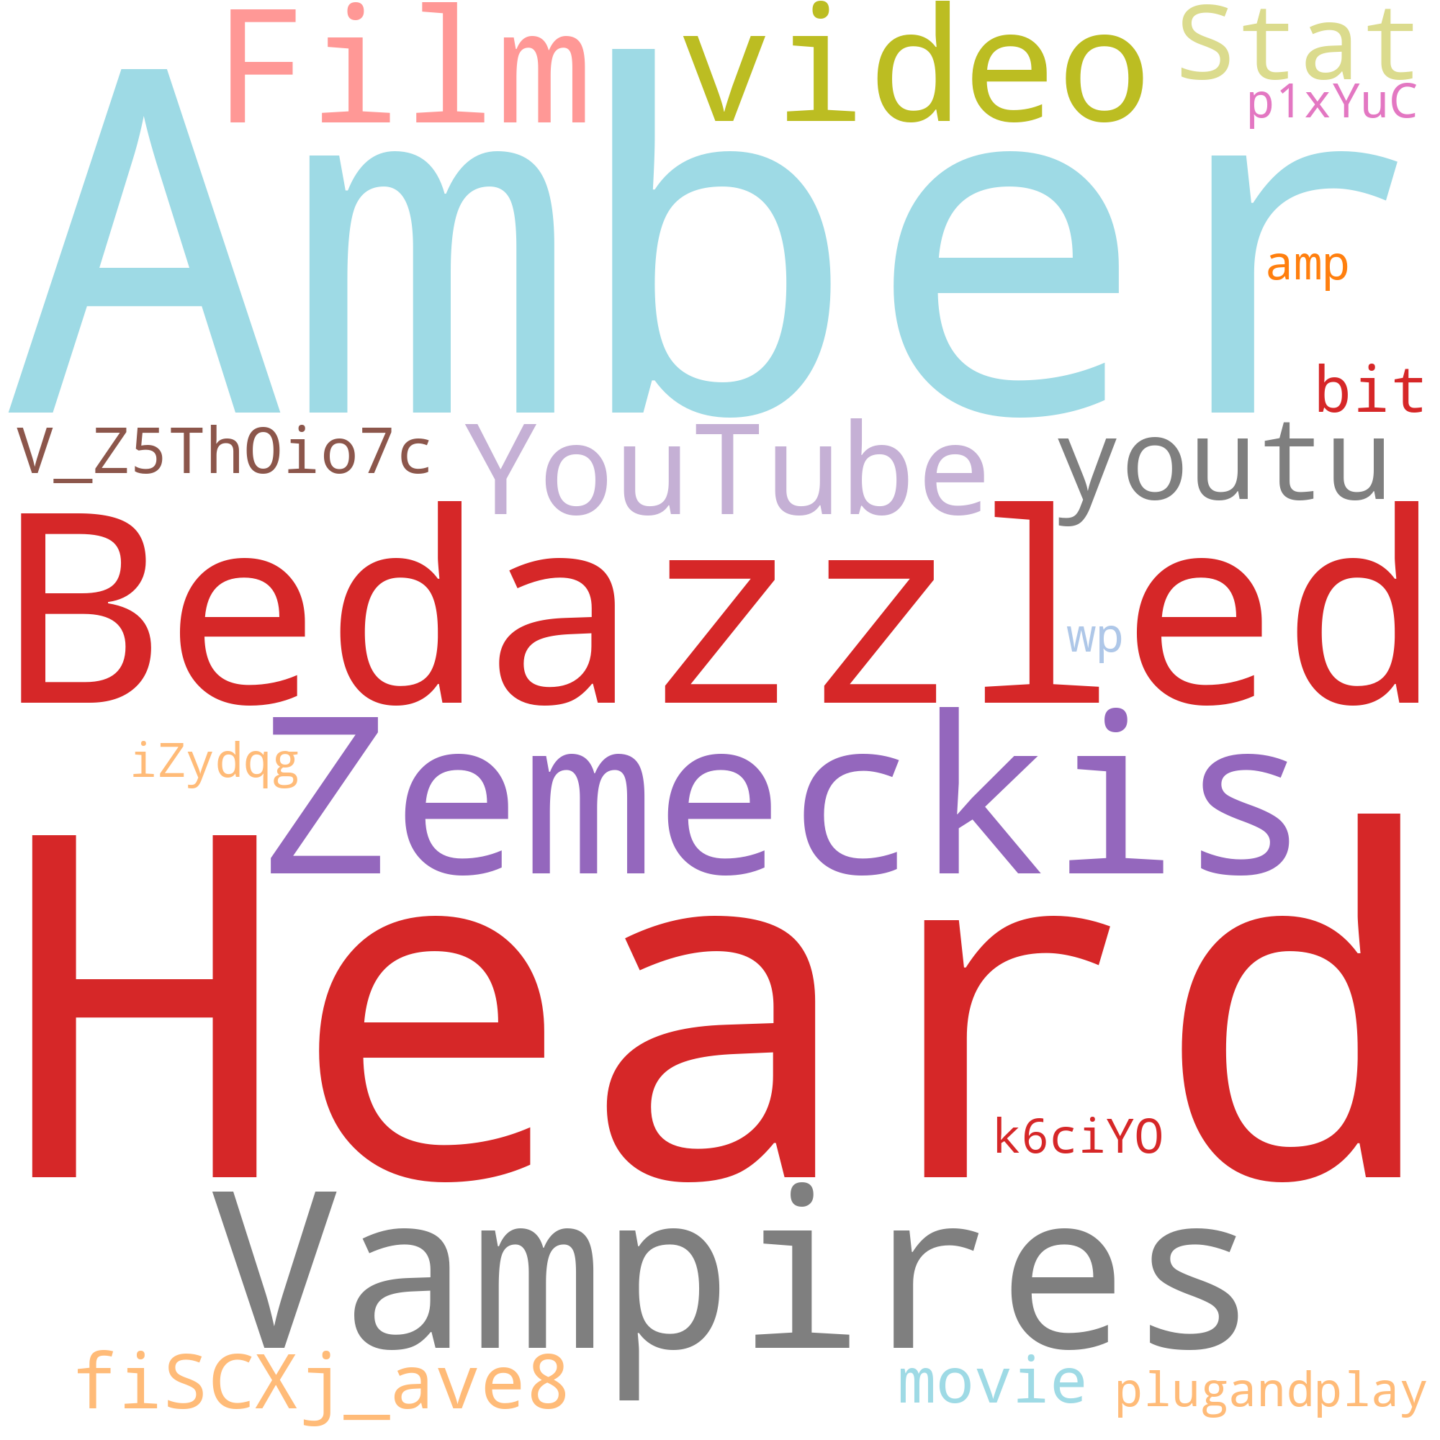 Film video Stat
p1xYuC
Amber
amp
bit
V_Z5ThOio7c YouTube youtu
Bedazzled
wp
Zemeckis
iZydqg
Heard
k6ciYO
Vampires
fiSCXj_ave8 movie plugandplay